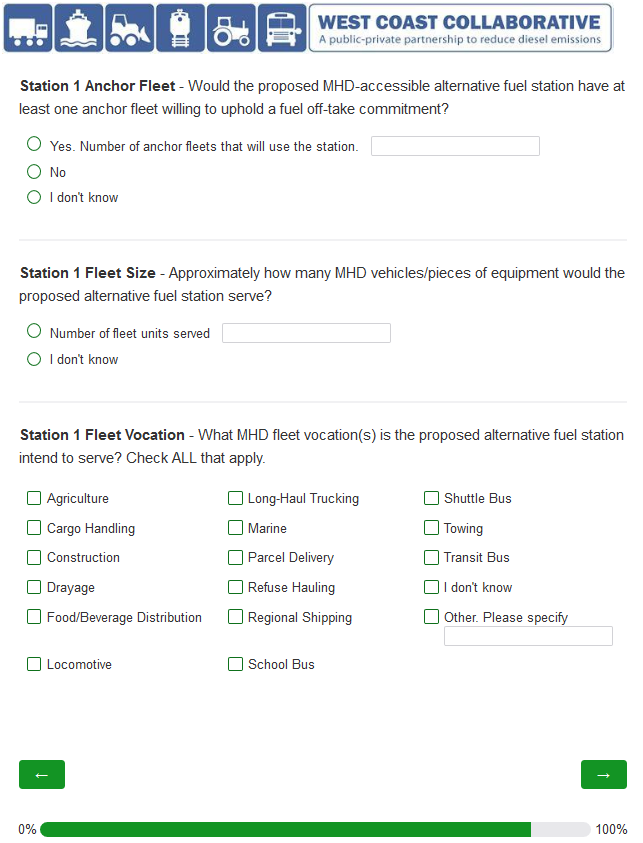 WEST COAST COLLABORATIVE
A public-private partnership to reduce diesel emissions
Station 1 Anchor Fleet - Would the proposed MHD-accessible alternative fuel station have at
least one anchor fleet willing to uphold a fuel off-take commitment?
Yes. Number of anchor fleets that will use the station.
No
I don't know
Station 1 Fleet Size - Approximately how many MHD vehicles/pieces of equipment would the
proposed alternative fuel station serve?
Number of fleet units served
I don't know
Station 1 Fleet Vocation - What MHD fleet vocation(s) is the proposed alternative fuel station
intend to serve? Check ALL that apply.
Agriculture Long-Haul Trucking Shuttle Bus
Cargo Handling Marine Towing
Construction Parcel Delivery Transit Bus
Drayage Refuse Hauling I don't know
Food/Beverage Distribution Regional Shipping Other. Please specify
Locomotive School Bus
← →
0% 100%